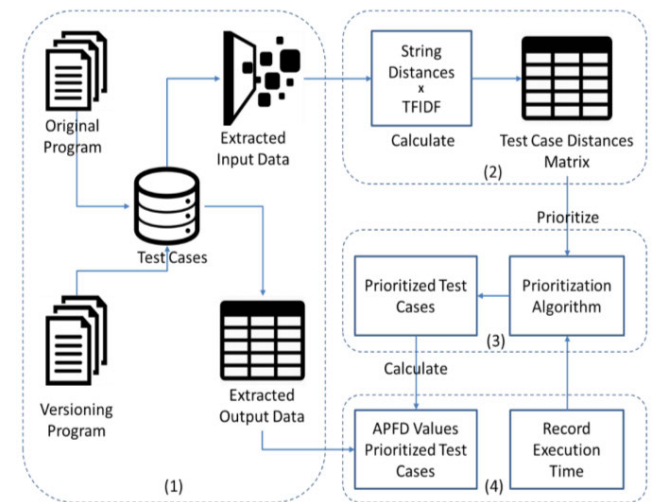 Original
Program
Extracted
Input Data
Test Cases
Versioning
Program
Extracted
Output Data
(1)
String
Distances
x
TFIDF
Calculate
Test Case Distances
Matrix
(2)
Prioritize
Prioritized Test
Cases
Prioritization
Algorithm
(3)
Calculate
APFD Values
Prioritized Test
Cases
Record
Execution
Time
(4)